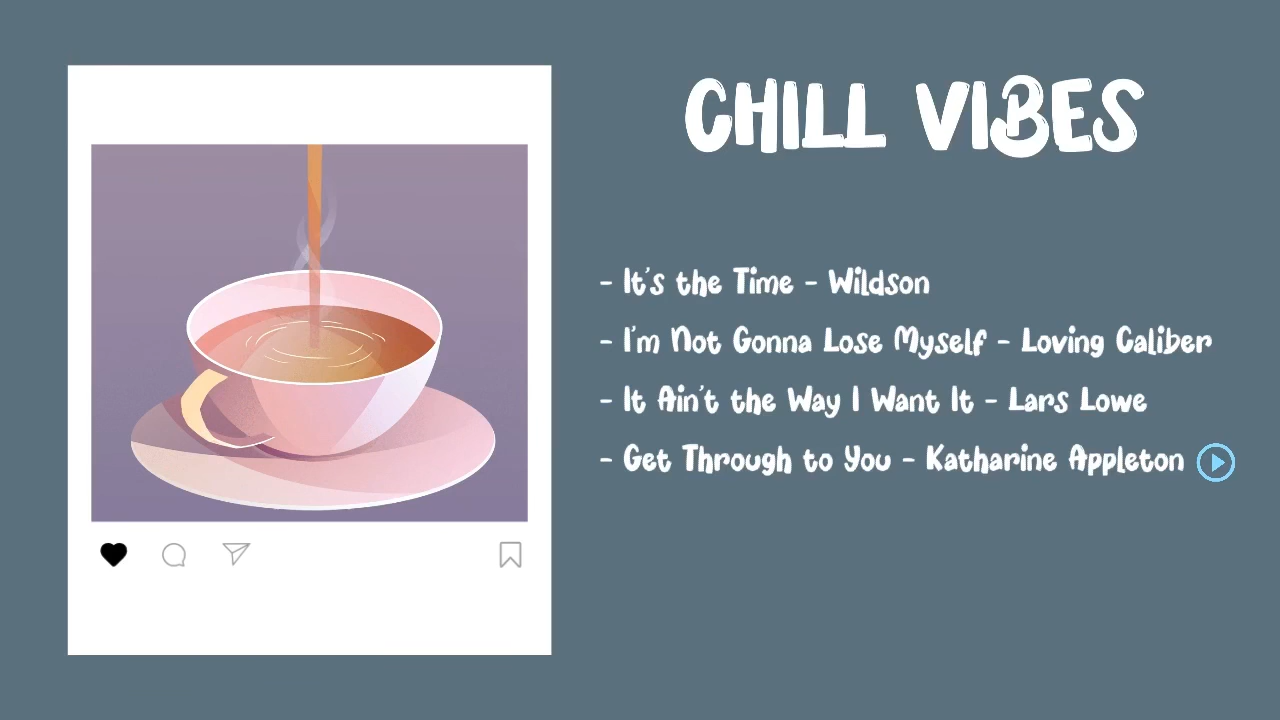 CHILL VIBES
- It's the Time - Wildson
- I'm Not Gonna Lose Myself - Loving Caliber
- It Ain't the Way I Want It - Lars Lowe
- Get Through to You - Katharine Appleton